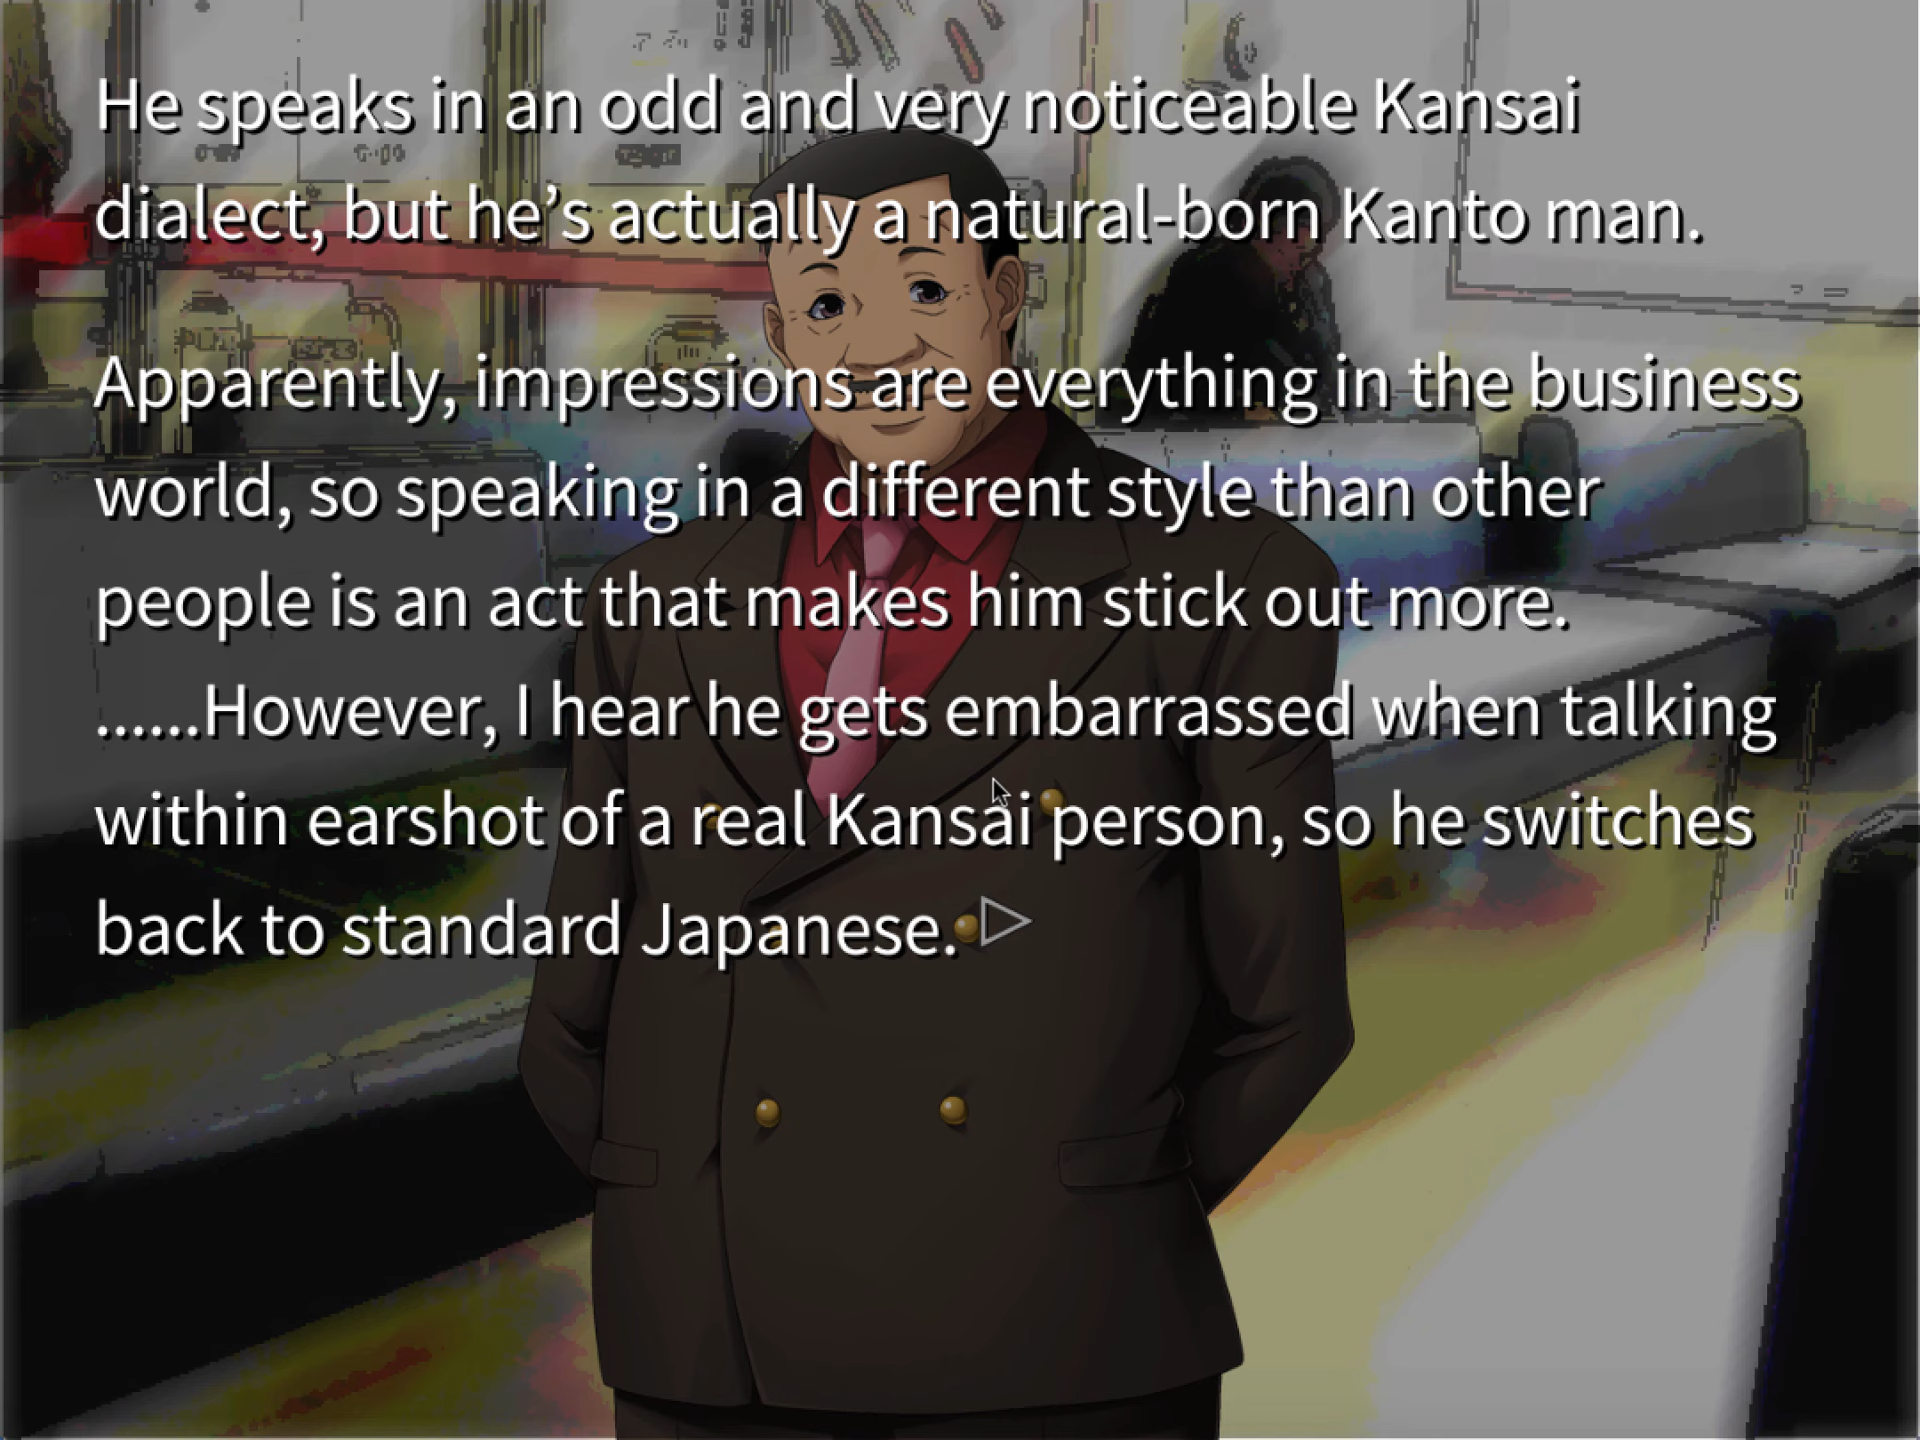 He speaks in an odd and very noticeable Kansai
dialect, but he’s actually a natural-born Kanto man.
Apparently, impressions are everything in the business
world, so speaking in a different style than other
people is an act that makes him stick out more.
......However, I hear he gets embarrassed when talking
within earshot of a real Kansai person, so he switches
back to standard Japanese.